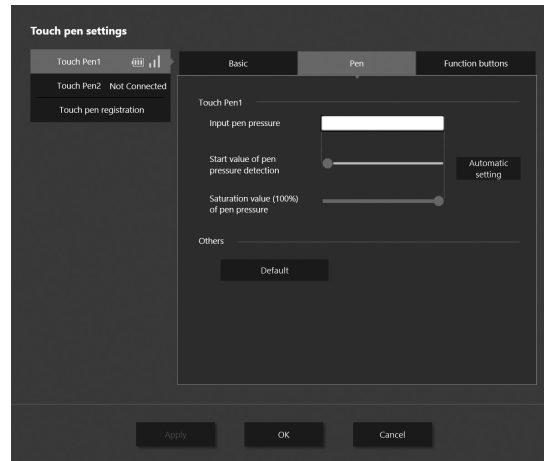 Touch pen settings
Touch Pen1
Touch Pen2 Not Connected
Touch pen registration
Basic
Pen
Function buttons
Touch Pen1
Input pen pressure
Start value of pen
pressure detection
Automatic
setting
Saturation value (100%)
of pen pressure
Others
Default
Apply
OK
Cancel